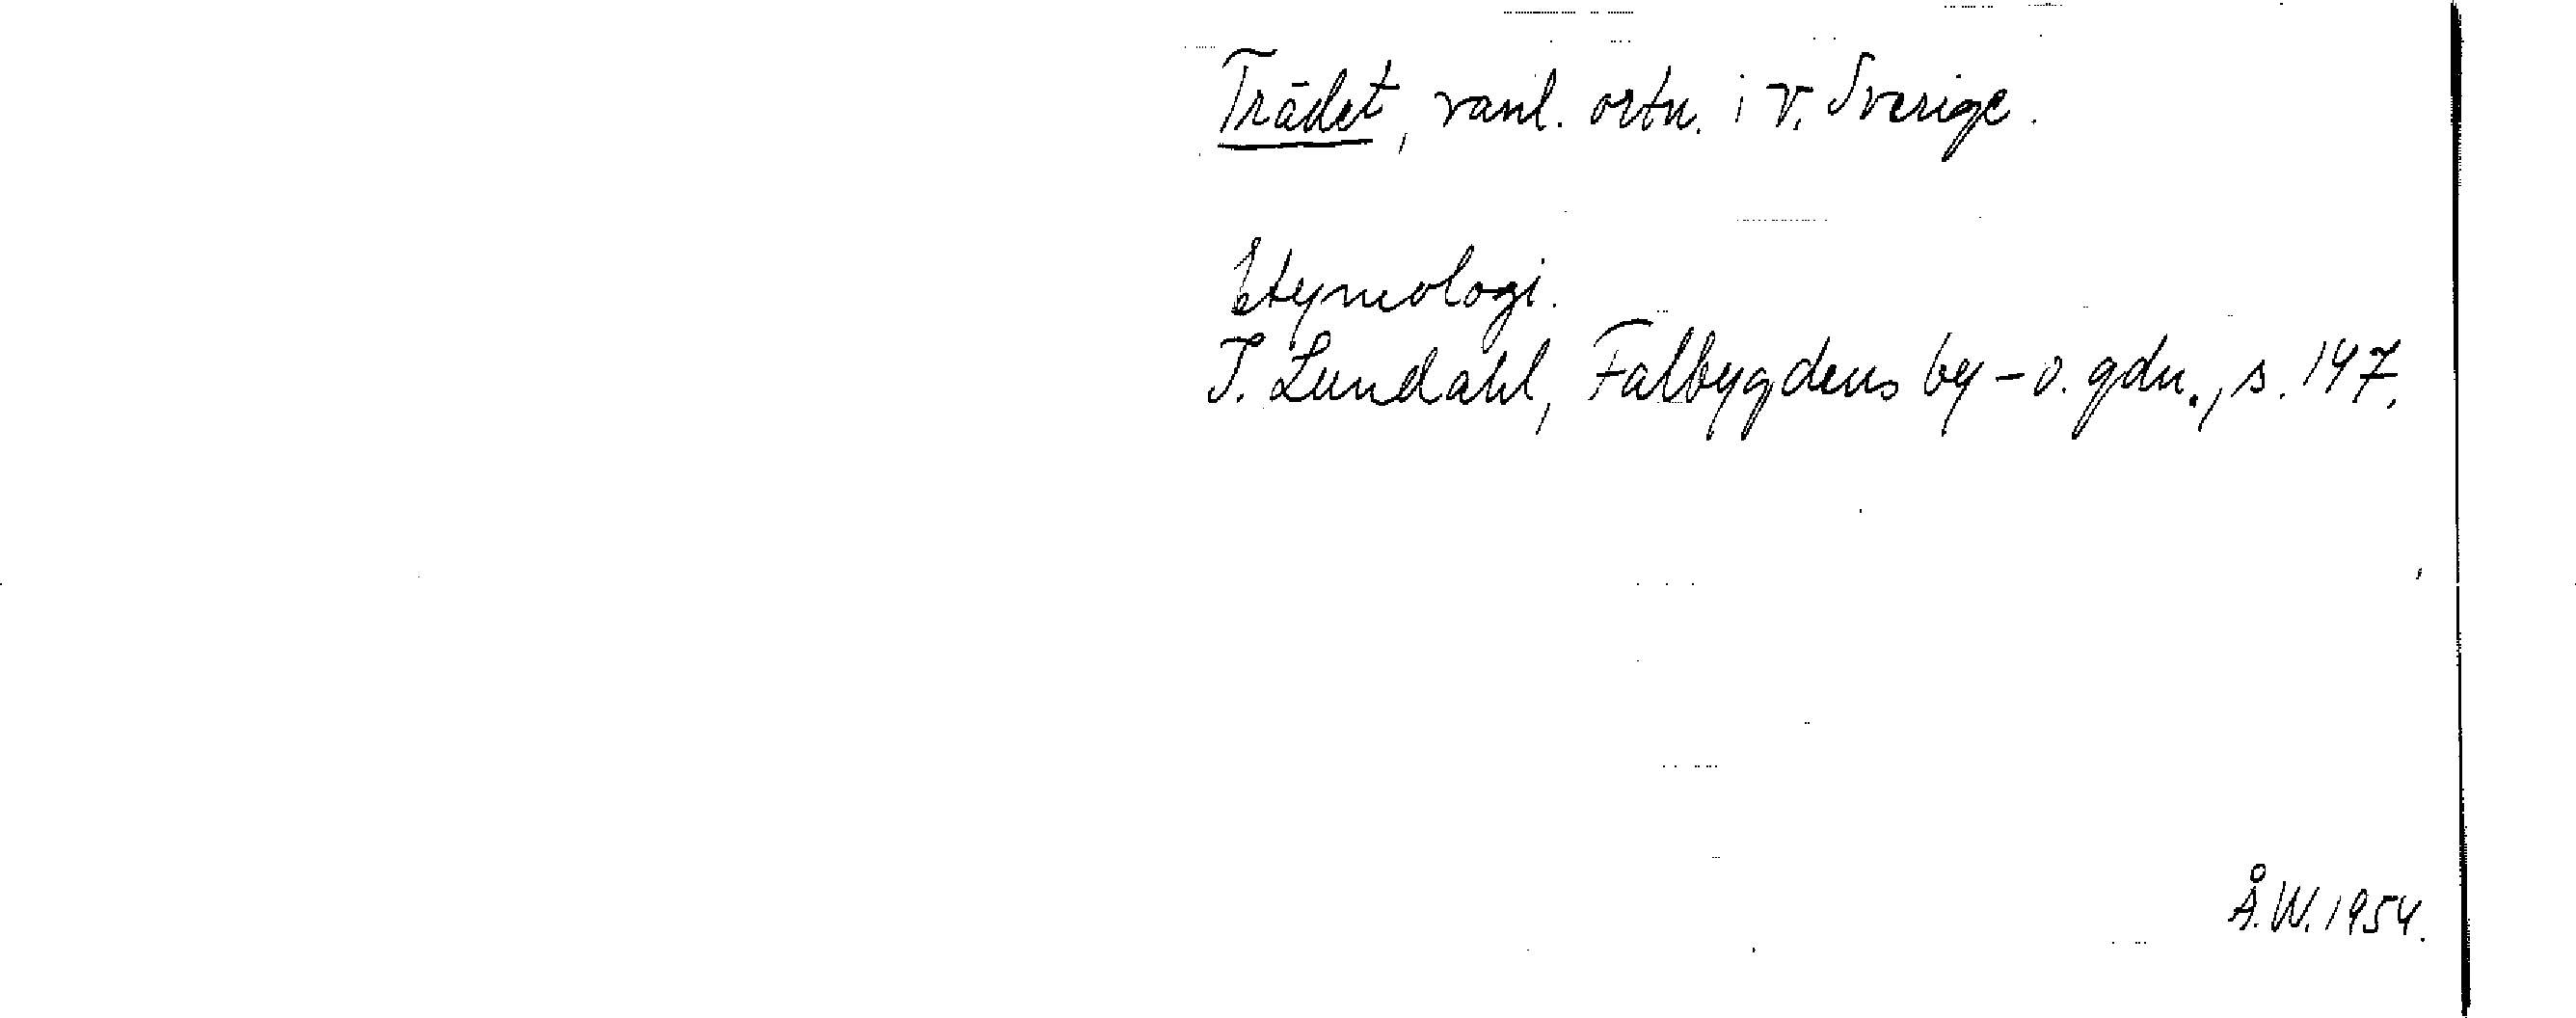 Trädet, vanl. ortn. i v. Sverige.
Etymologi.
I. Lundahl, Falbygdens by- o. gdn., s. 147.
Å.W. 1954.